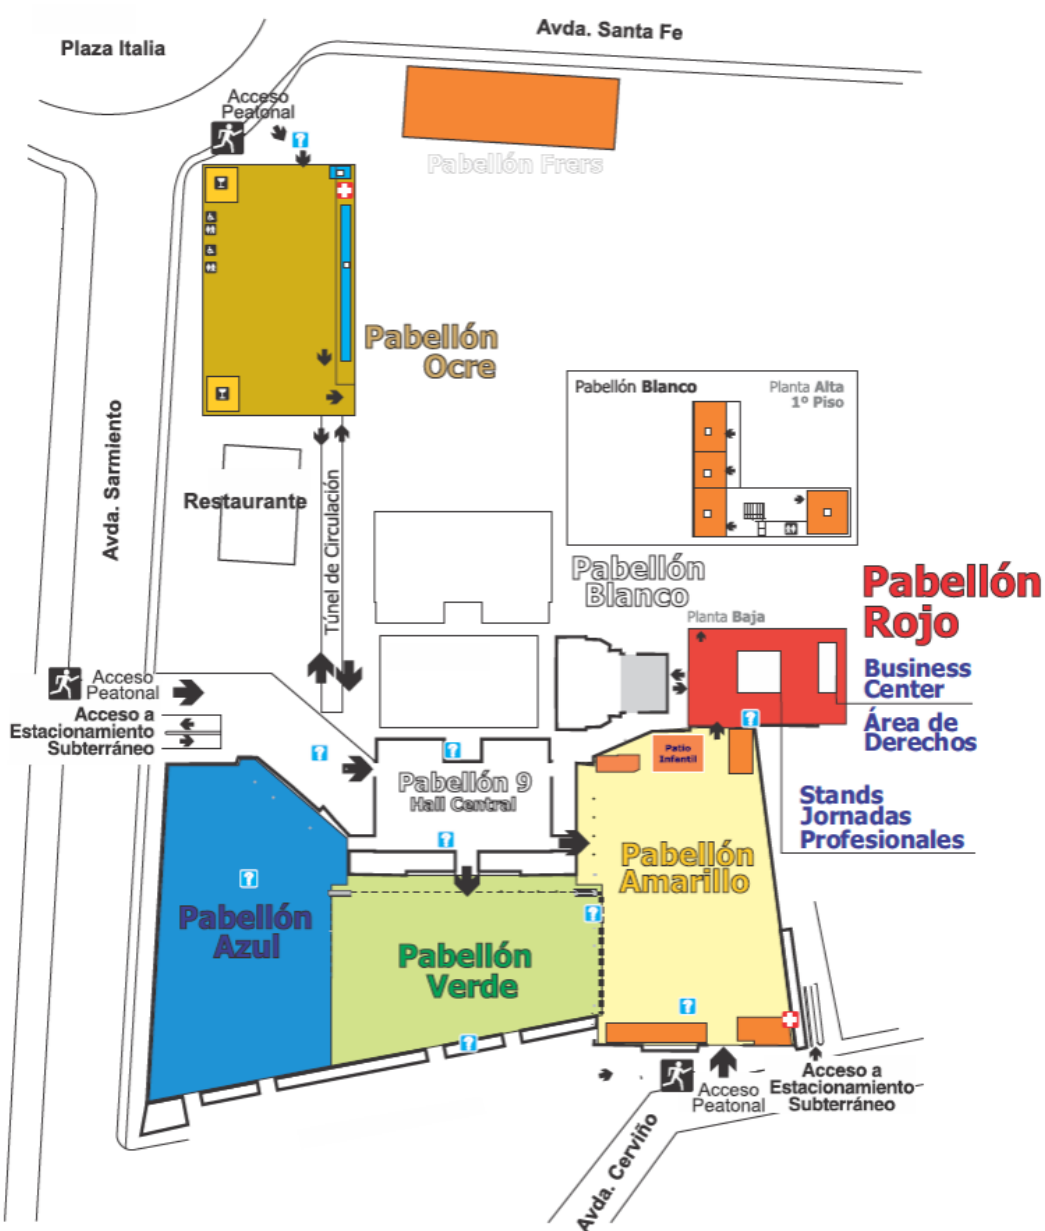 Avda. Santa Fe
Plaza Italia
Acceso
Peatonal
Pabellón Frers
Pabellón
Ocre
Pabellón Blanco
Planta Alta
1º Piso
Avda. Sarmiento
Restaurante
Túnel de Circulación
Pabellón
Blanco
Pabellón
Rojo
Planta Baja
Business
Center
Área de
Derechos
Acceso
Peatonal
Acceso a
Estacionamiento
Subterráneo
Patio
Infantil
Pabellón 9
Hall Central
Stands
Jornadas
Profesionales
Pabellón
Amarillo
Pabellón
Azul
Pabellón
Verde
Acceso
Peatonal
Acceso a
Estacionamiento
Subterráneo
Avda. Cerviño